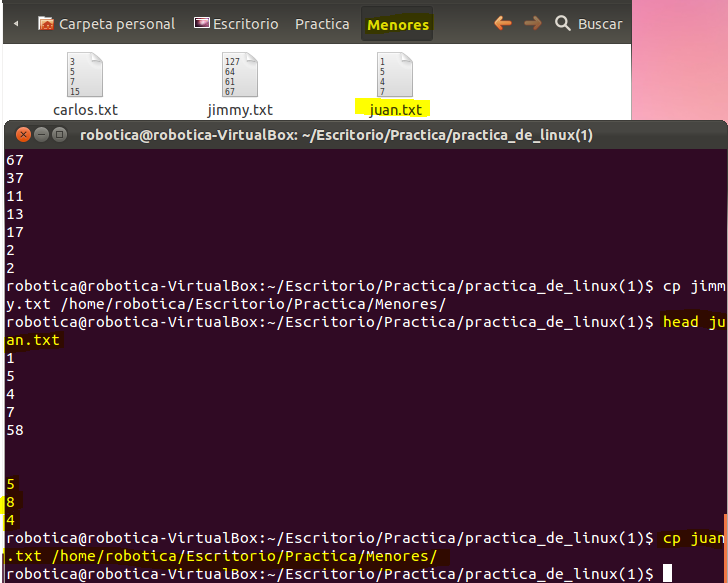 Carpeta personal Escritorio Practica Menores Buscar
3 127 1
5 64 5
7 61 4
15 67 7
carlos.txt jimmy.txt juan.txt
robotica@robotica-VirtualBox: ~/Escritorio/Practica/practica_de_linux(1)
67
37
11
13
17
2
2
robotica@robotica-VirtualBox:~/Escritorio/Practica/practica_de_linux(1)$ cp jimm
y.txt /home/robotica/Escritorio/Practica/Menores/
robotica@robotica-VirtualBox:~/Escritorio/Practica/practica_de_linux(1)$ head ju
an.txt
1
5
4
7
58
5
8
4
robotica@robotica-VirtualBox:~/Escritorio/Practica/practica_de_linux(1)$ cp juan
.txt /home/robotica/Escritorio/Practica/Menores/
robotica@robotica-VirtualBox:~/Escritorio/Practica/practica_de_linux(1)$